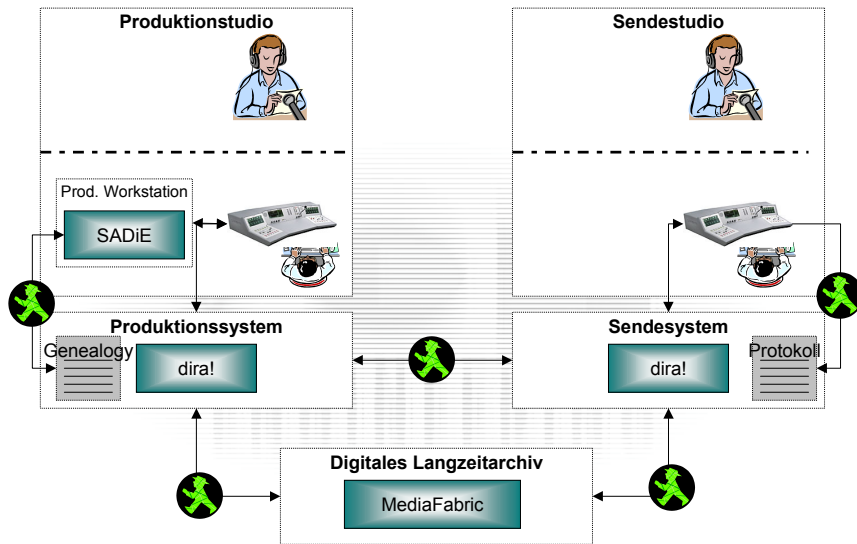 Produktionstudio
Sendestudio
Prod. Workstation
SADiE
Produktionssystem
Sendesystem
Genealogy
dira!
dira!
Protokoll
Digitales Langzeitarchiv
MediaFabric